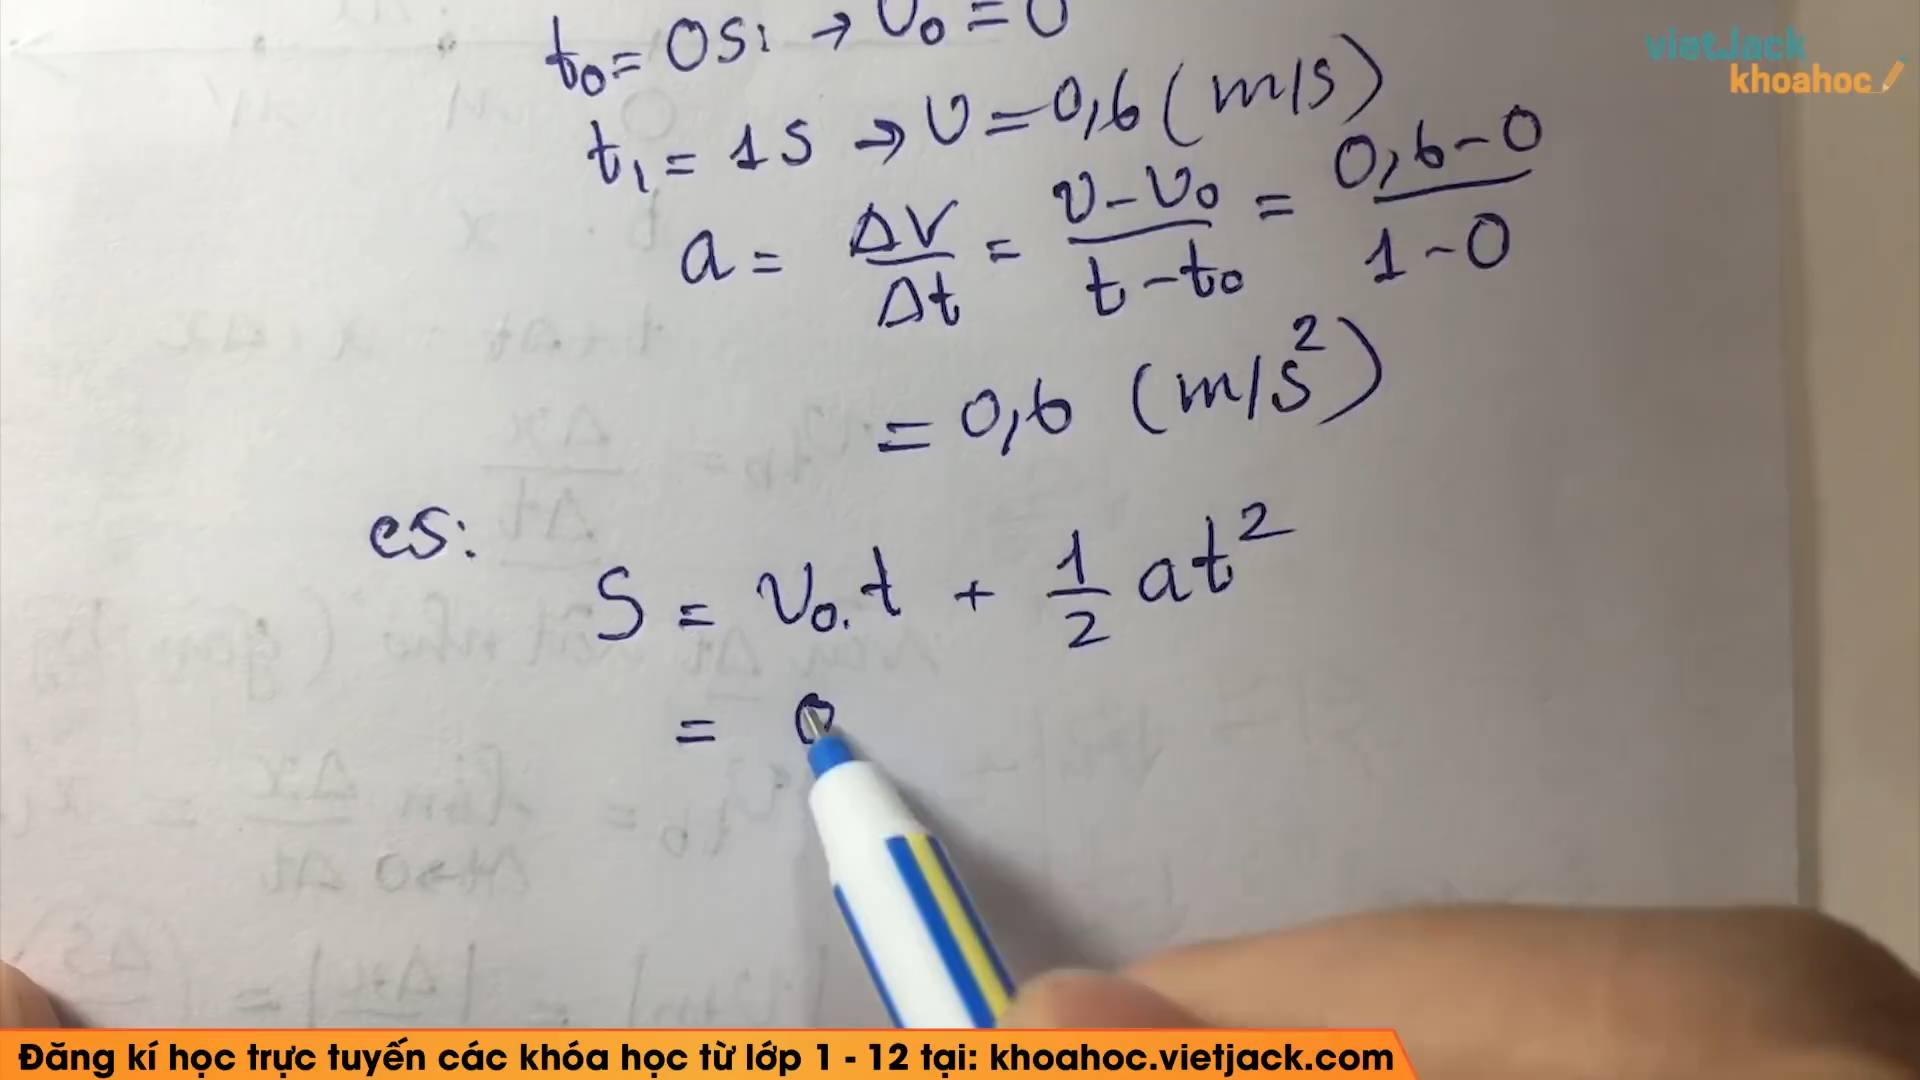 t₀ = 0s: → v₀ = 0
t₁ = 1s → v = 0,6 (m/s)
a = Δv/Δt = (v - v₀)/(t - t₀) = (0,6 - 0)/(1 - 0)
= 0,6 (m/s²)
cs:
S = v₀.t + 1/2 at²
= 0
vietJack
khoahoc
Đăng kí học trực tuyến các khóa học từ lớp 1 - 12 tại: khoahoc.vietjack.com